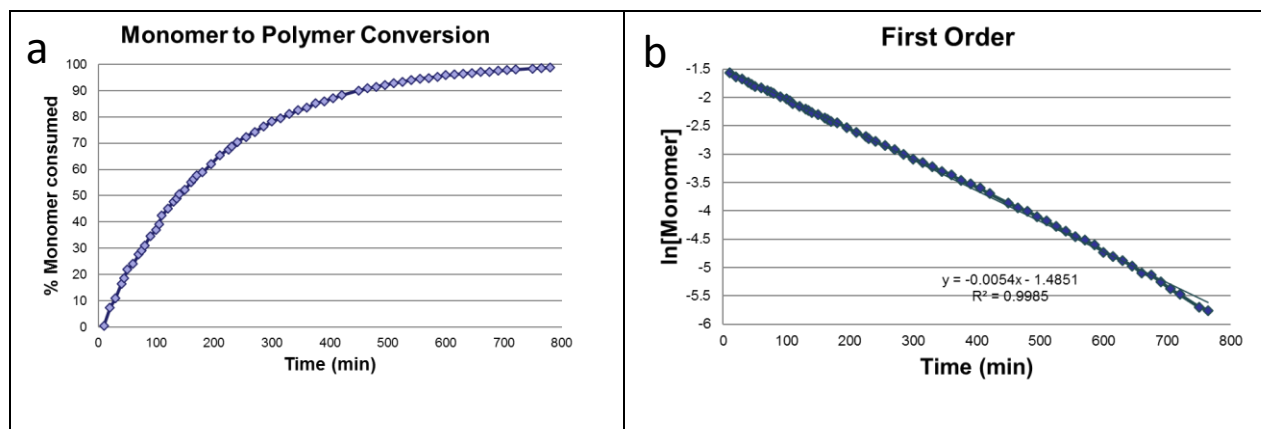 a
Monomer to Polymer Conversion
% Monomer consumed
100
90
80
70
60
50
40
30
20
10
0
0 100 200 300 400 500 600 700 800
Time (min)
b
First Order
ln[Monomer]
-1.5
-2
-2.5
-3
-3.5
-4
-4.5
-5
-5.5
-6
y = -0.0054x - 1.4851
R² = 0.9985
0 100 200 300 400 500 600 700 800
Time (min)